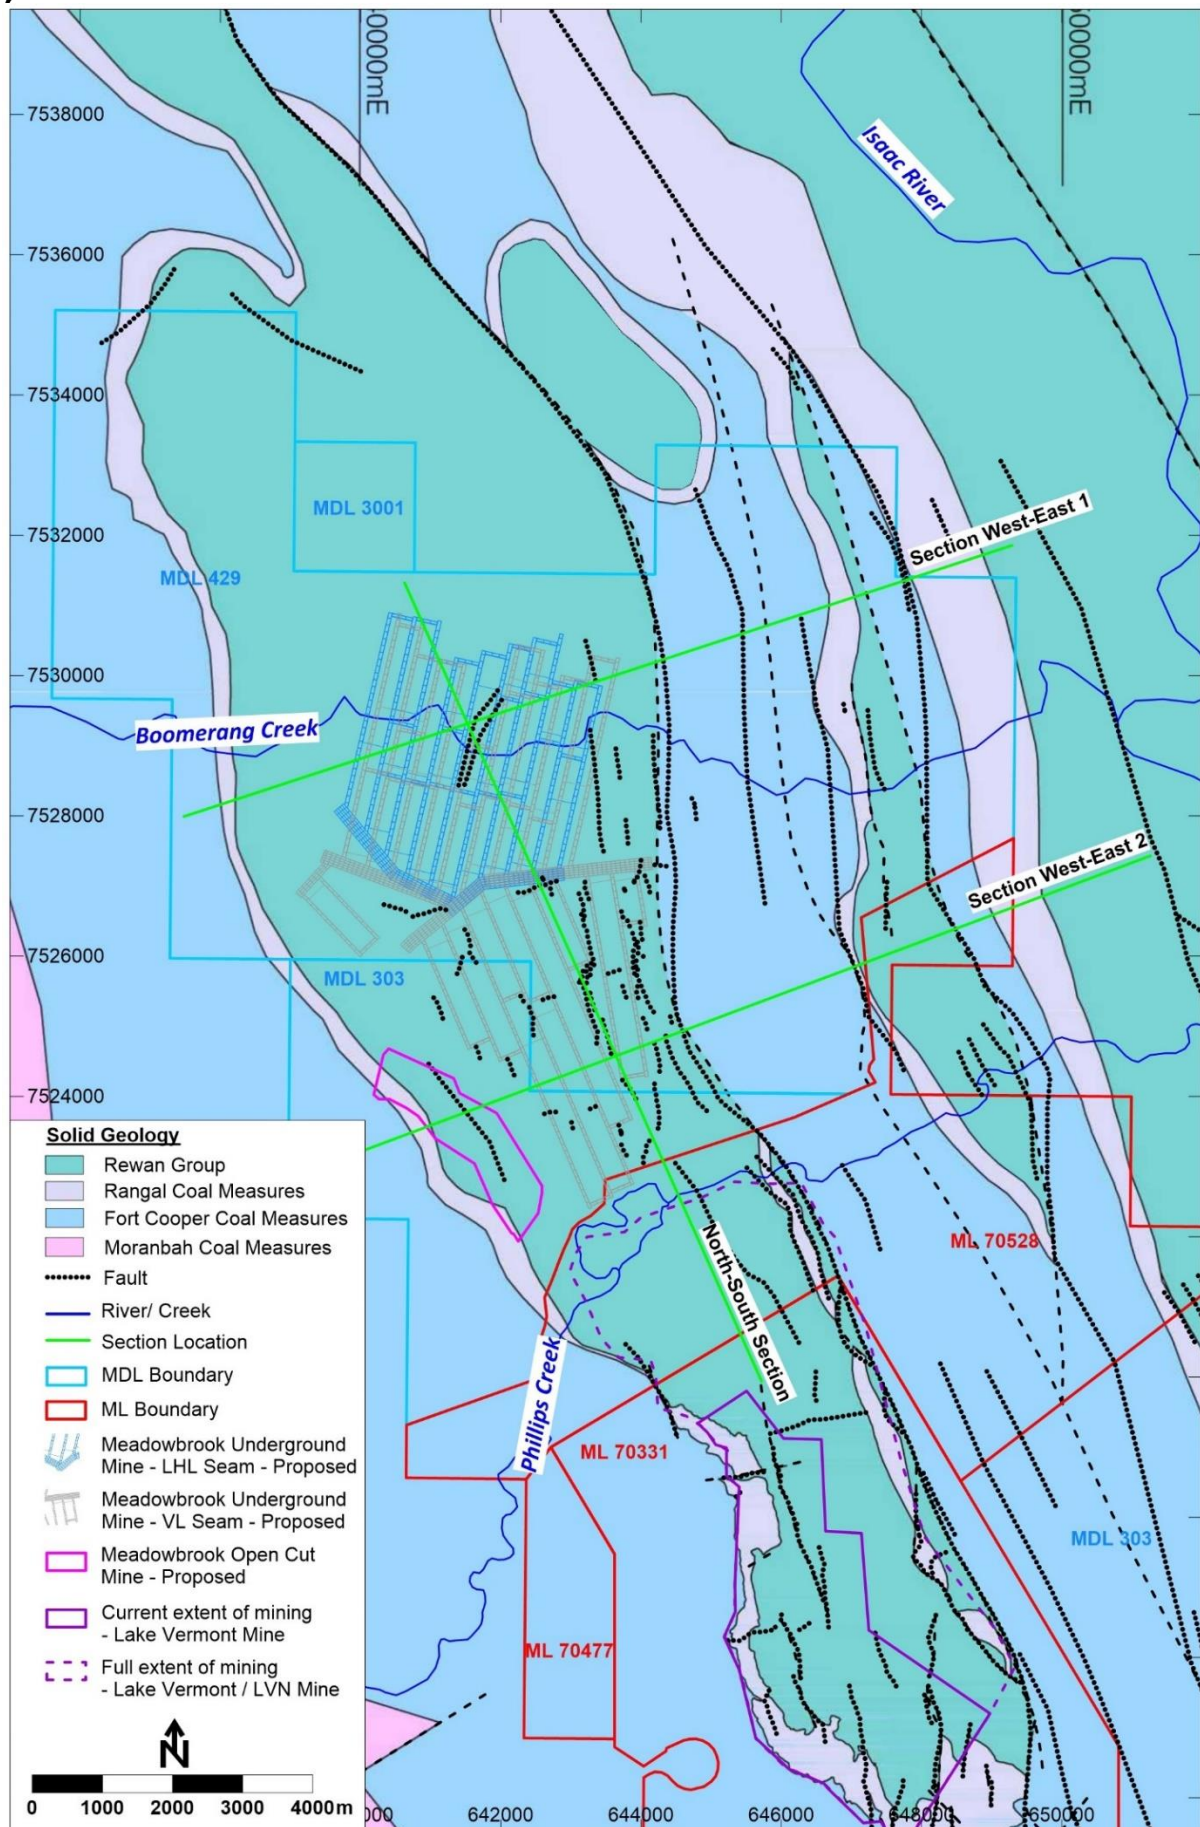 )
0000mE
0000mE
7538000
Isaac River
7536000
7534000
MDL 3001
7532000
Section West-East 1
MDL 429
7530000
Boomerang Creek
7528000
Section West-East 2
7526000
MDL 303
7524000
Solid Geology
Rewan Group
Rangal Coal Measures
Fort Cooper Coal Measures
Moranbah Coal Measures
Fault
River/ Creek
Section Location
MDL Boundary
ML Boundary
Meadowbrook Underground
Mine - LHL Seam - Proposed
Meadowbrook Underground
Mine - VL Seam - Proposed
Meadowbrook Open Cut
Mine - Proposed
Current extent of mining
- Lake Vermont Mine
Full extent of mining
- Lake Vermont / LVN Mine
N
0 1000 2000 3000 4000m
North-South Section
ML 70528
Phillips Creek
ML 70331
MDL 303
ML 70477
000 642000 644000 646000 648000 650000